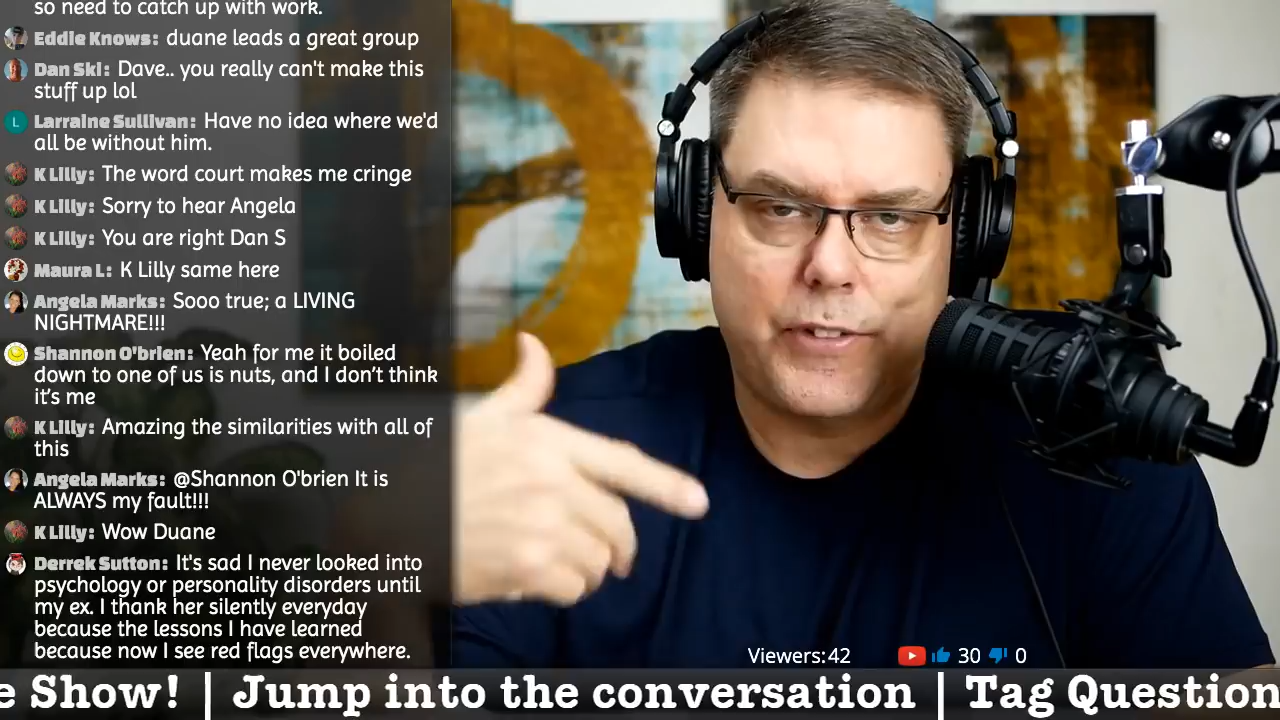 so need to catch up with work.
Eddie Knows: duane leads a great group
Dan Ski: Dave.. you really can't make this
stuff up lol
L Larraine Sullivan: Have no idea where we'd
all be without him.
K Lilly: The word court makes me cringe
K Lilly: Sorry to hear Angela
K Lilly: You are right Dan S
Maura L: K Lilly same here
Angela Marks: Sooo true; a LIVING
NIGHTMARE!!!
Shannon O'brien: Yeah for me it boiled
down to one of us is nuts, and I don't think
it's me
K Lilly: Amazing the similarities with all of
this
Angela Marks: @Shannon O'brien It is
ALWAYS my fault!!!
K Lilly: Wow Duane
Derrek Sutton: It's sad I never looked into
psychology or personality disorders until
my ex. I thank her silently everyday
because the lessons I have learned
because now I see red flags everywhere.
Viewers:42 30 0
e Show! | Jump into the conversation | Tag Question